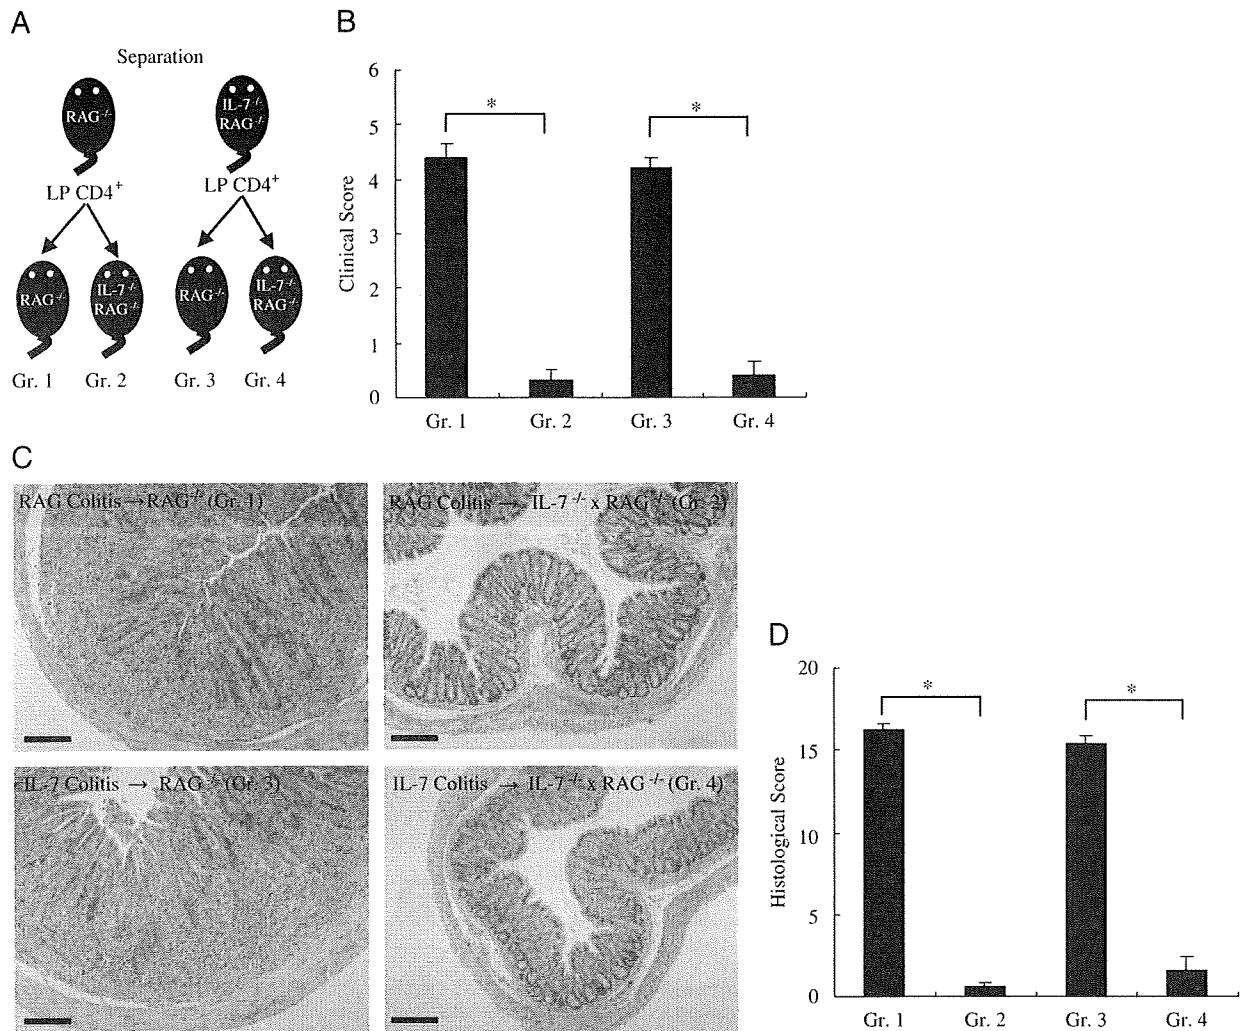 A
Separation
RAG-/-
IL-7-/-
RAG-/-
LP CD4+
LP CD4+
RAG-/-
IL-7-/-
RAG-/-
RAG-/-
IL-7-/-
RAG-/-
Gr. 1
Gr. 2
Gr. 3
Gr. 4
B
Clinical Score
6
5
4
3
2
1
0
*
*
Gr. 1
Gr. 2
Gr. 3
Gr. 4
C
RAG Colitis → RAG-/- (Gr. 1)
RAG Colitis → IL-7 -/- x RAG -/- (Gr. 2)
IL-7 Colitis → RAG -/- (Gr. 3)
IL-7 Colitis → IL-7 -/- x RAG -/- (Gr. 4)
D
Histological Score
20
15
10
5
0
*
*
Gr. 1
Gr. 2
Gr. 3
Gr. 4